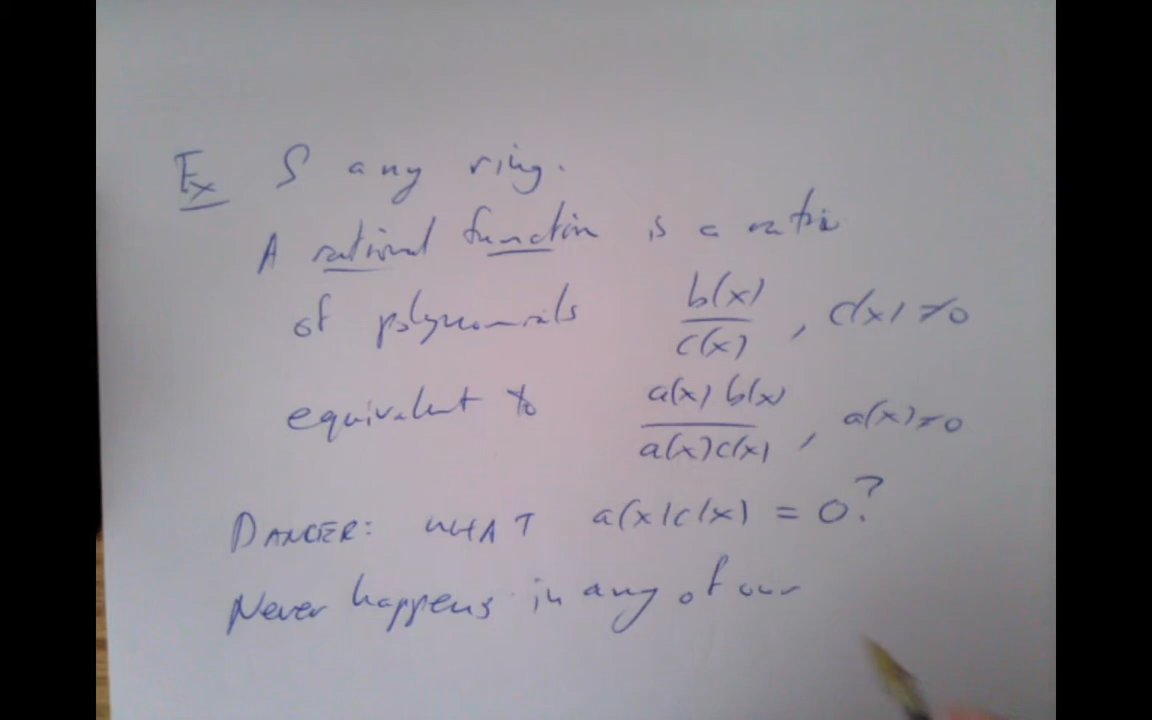 Ex S any ring.
A rational function is a ratio
of polynomials b(x)/c(x), c(x) ≠ 0
equivalent to a(x) b(x)/a(x) c(x), a(x) ≠ 0
DANGER: WHAT a(x) c(x) = 0?
Never happens in any of our